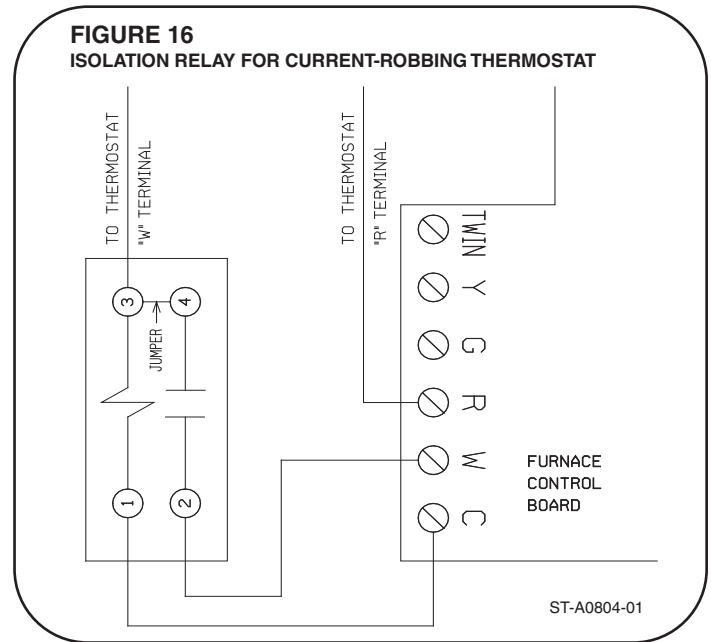 FIGURE 16
ISOLATION RELAY FOR CURRENT-ROBBING THERMOSTAT
TO THERMOSTAT
"W" TERMINAL
TO THERMOSTAT
"R" TERMINAL
3
4
JUMPER
1
2
TWIN
Y
G
R
W
C
FURNACE
CONTROL
BOARD
ST-A0804-01